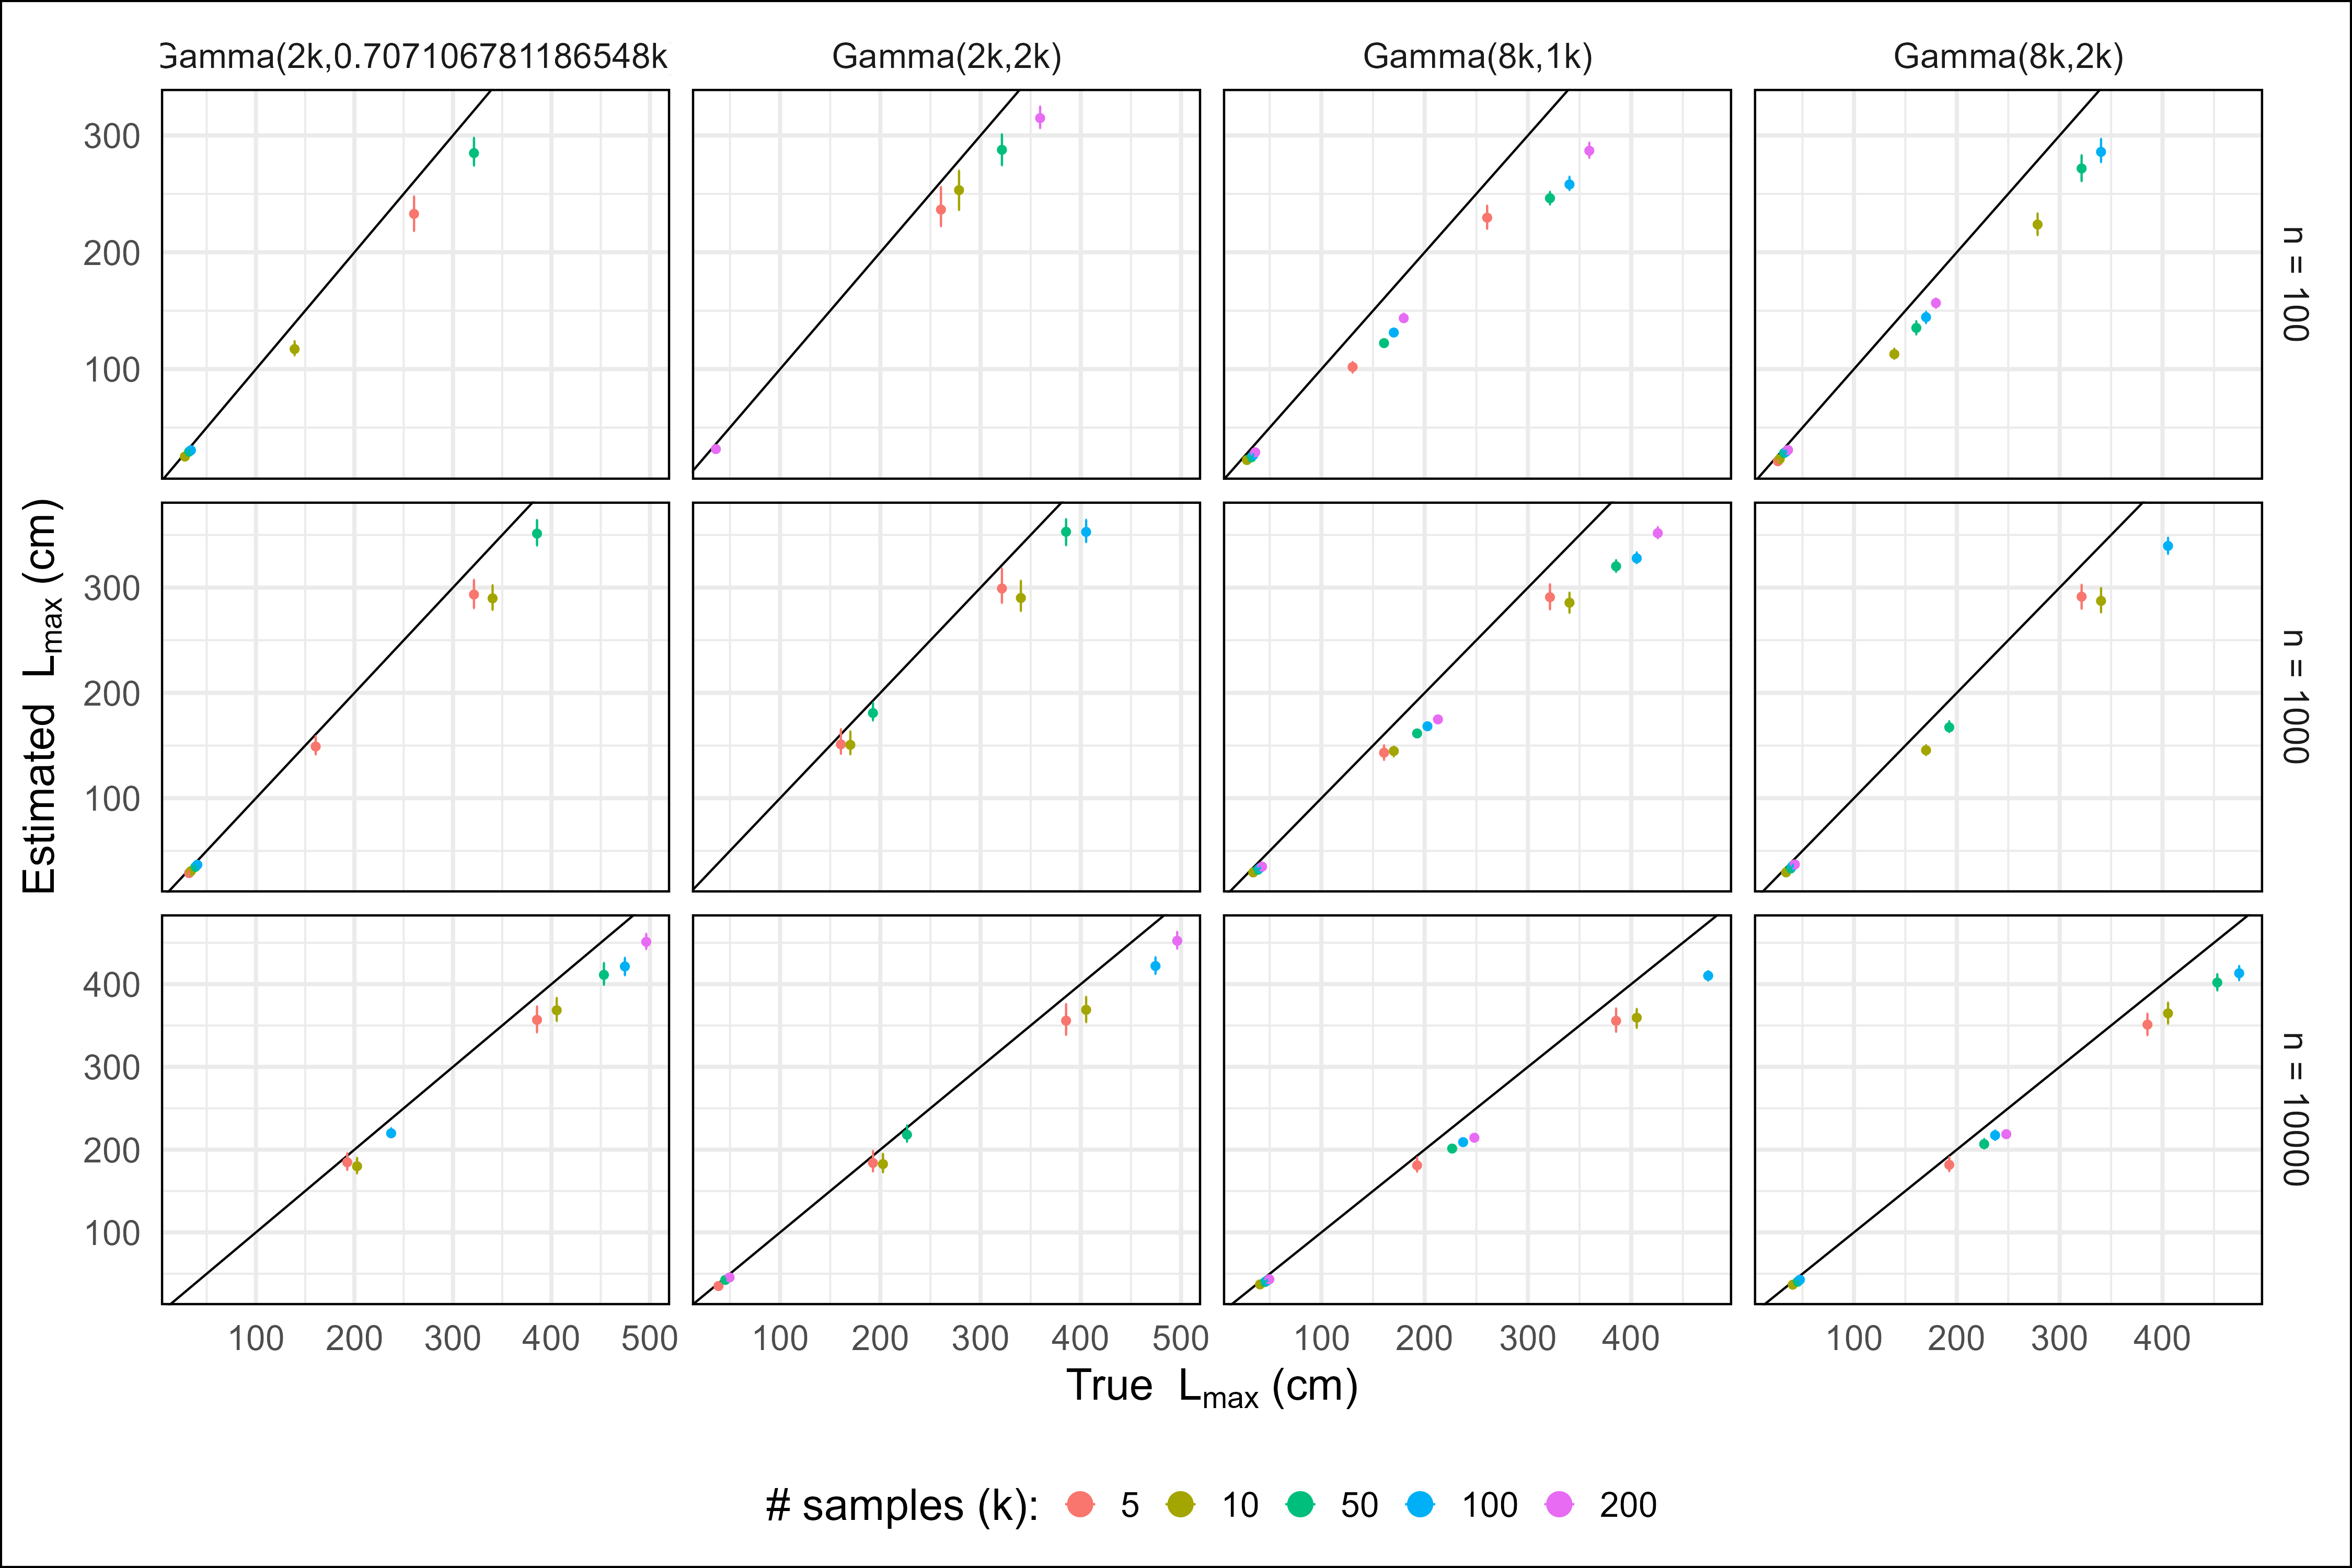 Gamma(2k,0.707106781186548k
Gamma(2k,2k)
Gamma(8k,1k)
Gamma(8k,2k)
300
200
100
n = 100
300
200
100
n = 1000
400
300
200
100
n = 10000
Estimated Lmax (cm)
100 200 300 400 500
100 200 300 400 500
100 200 300 400
100 200 300 400
True Lmax (cm)
# samples (k): 5 10 50 100 200